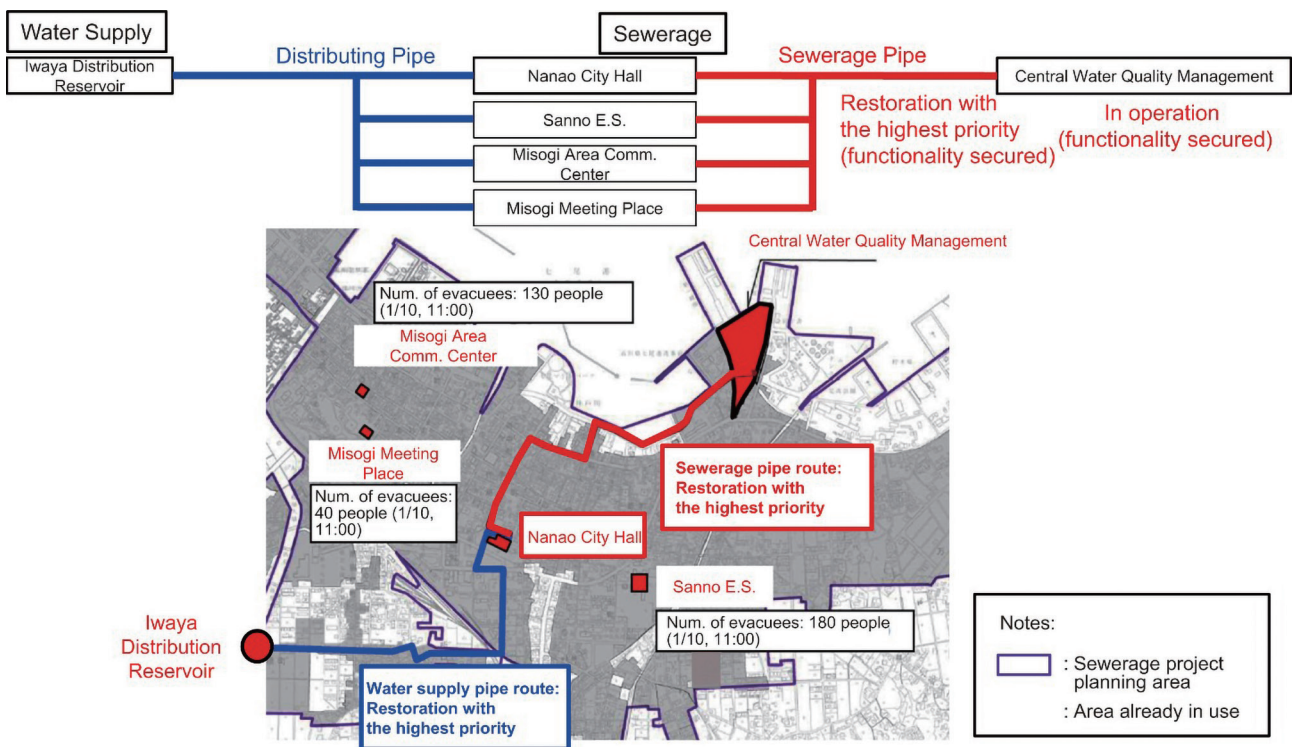 Water Supply
Sewerage
Iwaya Distribution
Reservoir
Distributing Pipe
Nanao City Hall
Sewerage Pipe
Central Water Quality Management
Sanno E.S.
Restoration with
the highest priority
(functionality secured)
In operation
(functionality secured)
Misogi Area Comm.
Center
Misogi Meeting Place
Central Water Quality Management
Num. of evacuees: 130 people
(1/10, 11:00)
Misogi Area
Comm. Center
Misogi Meeting
Place
Num. of evacuees:
40 people (1/10,
11:00)
Sewerage pipe route:
Restoration with
the highest priority
Nanao City Hall
Sanno E.S.
Num. of evacuees: 180 people
(1/10, 11:00)
Iwaya
Distribution
Reservoir
Water supply pipe route:
Restoration with
the highest priority
Notes:
: Sewerage project
planning area
: Area already in use